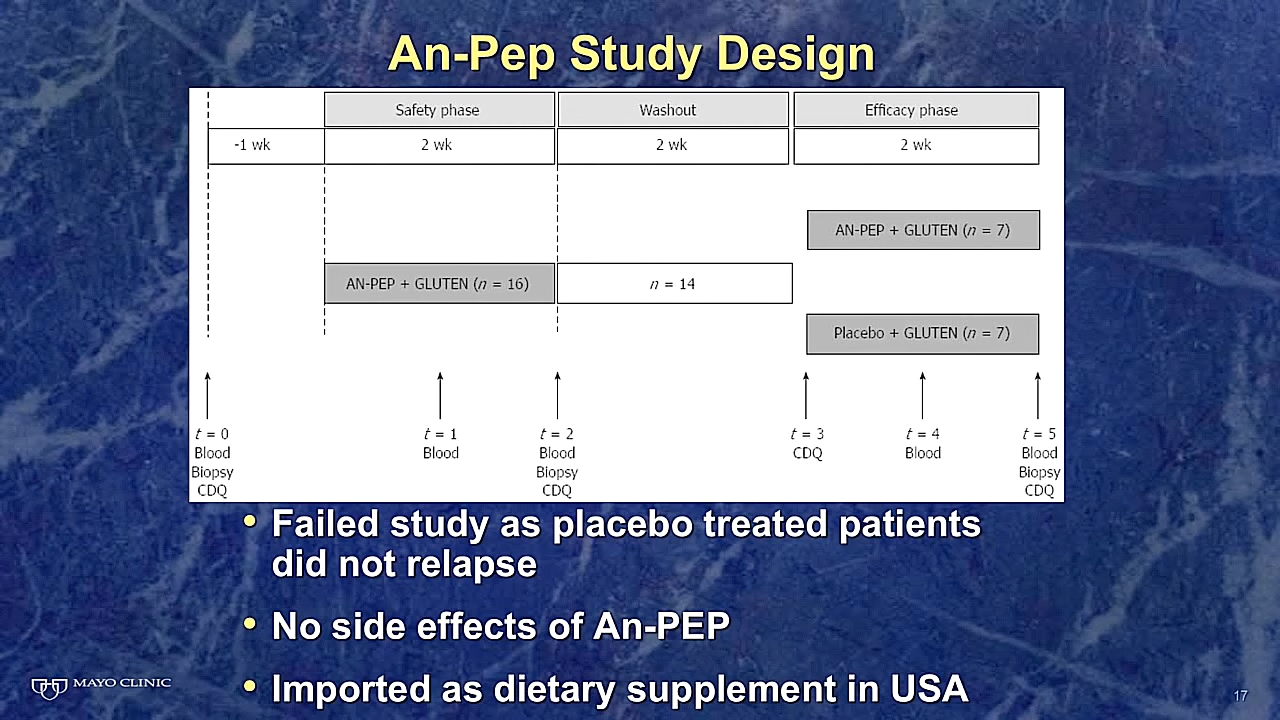 An-Pep Study Design
Safety phase
Washout
Efficacy phase
-1 wk
2 wk
2 wk
2 wk
AN-PEP + GLUTEN (n = 7)
AN-PEP + GLUTEN (n = 16)
n = 14
Placebo + GLUTEN (n = 7)
t = 0
Blood
Biopsy
CDQ
t = 1
Blood
t = 2
Blood
Biopsy
CDQ
t = 3
CDQ
t = 4
Blood
t = 5
Blood
Biopsy
CDQ
• Failed study as placebo treated patients
did not relapse
• No side effects of An-PEP
• Imported as dietary supplement in USA
MAYO CLINIC
17